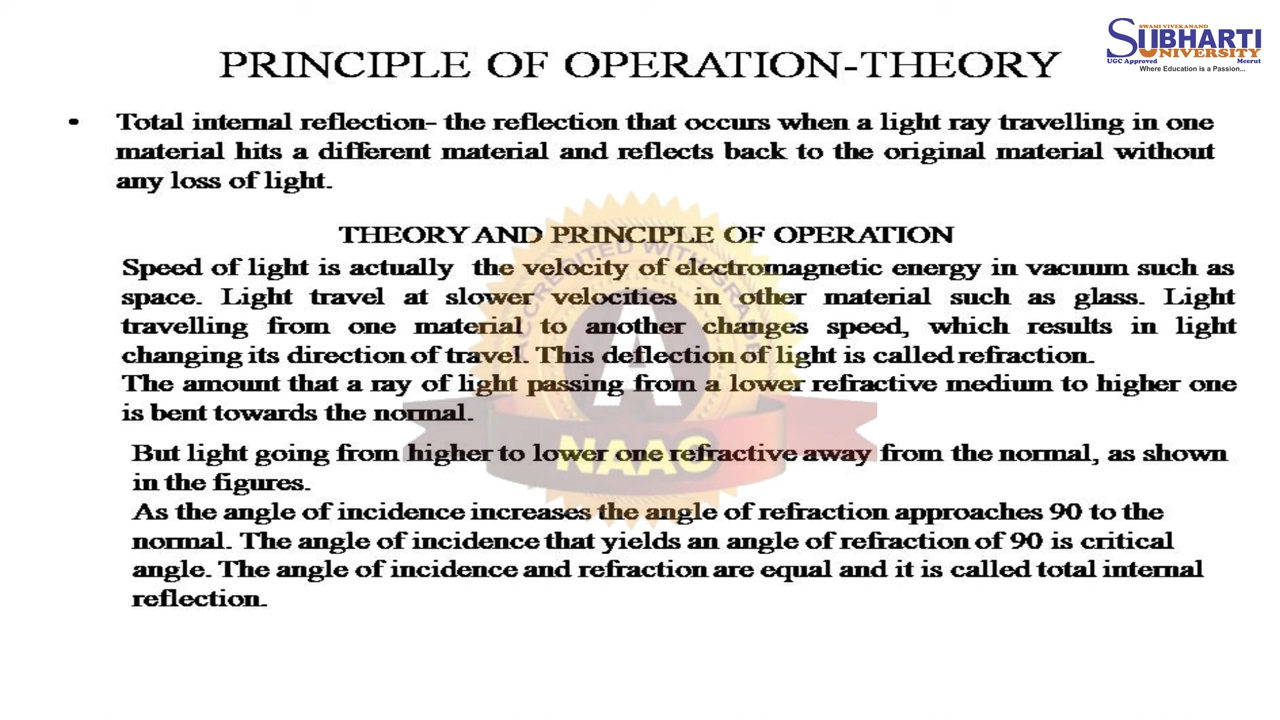 SWAMI VIVEKANAND
SUBHARTI
UNIVERSITY
UGC Approved Meerut
Where Education is a Passion...
PRINCIPLE OF OPERATION-THEORY
• Total internal reflection- the reflection that occurs when a light ray travelling in one
material hits a different material and reflects back to the original material without
any loss of light.
THEORY AND PRINCIPLE OF OPERATION
Speed of light is actually the velocity of electromagnetic energy in vacuum such as
space. Light travel at slower velocities in other material such as glass. Light
travelling from one material to another changes speed, which results in light
changing its direction of travel. This deflection of light is called refraction.
The amount that a ray of light passing from a lower refractive medium to higher one
is bent towards the normal.
But light going from higher to lower one refractive away from the normal, as shown
in the figures.
As the angle of incidence increases the angle of refraction approaches 90 to the
normal. The angle of incidence that yields an angle of refraction of 90 is critical
angle. The angle of incidence and refraction are equal and it is called total internal
reflection.
ACCREDITED WITH GRADE
A
NAAC